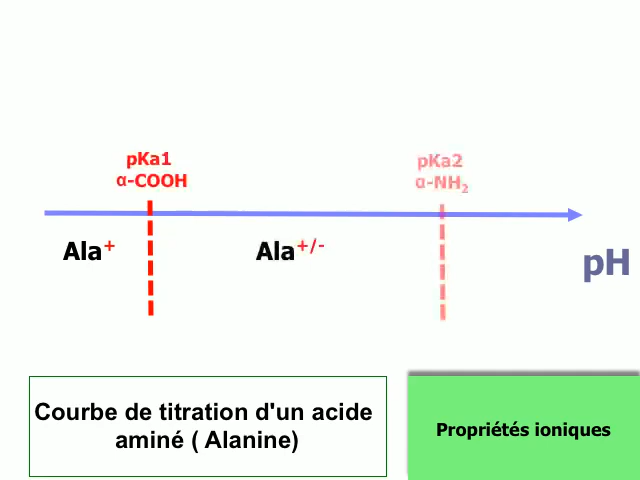 pKa1
α-COOH
pKa2
α-NH₂
Ala⁺
Ala⁺/⁻
pH
Courbe de titration d'un acide
aminé ( Alanine)
Propriétés ioniques